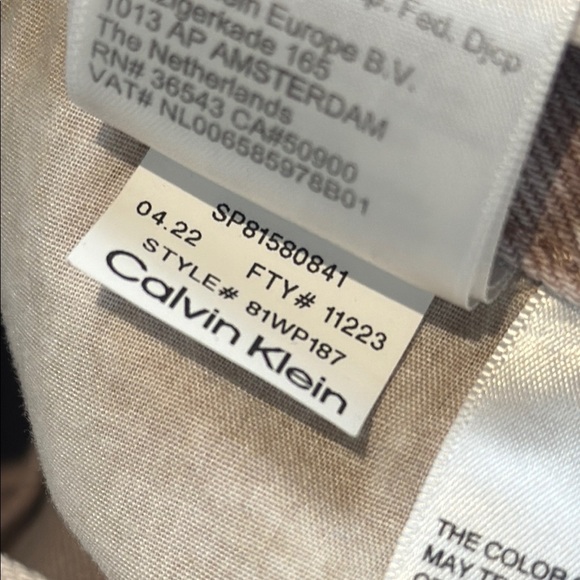 p. Fed. Djcp
ein Europe B.V.
zigerkade 165
1013 AP AMSTERDAM
The Netherlands
RN# 36543 CA#50900
VAT# NL006585978B01
SP81580841
04.22 FTY# 11223
STYLE# 81WP187
Calvin Klein
THE COLOR
MAY T